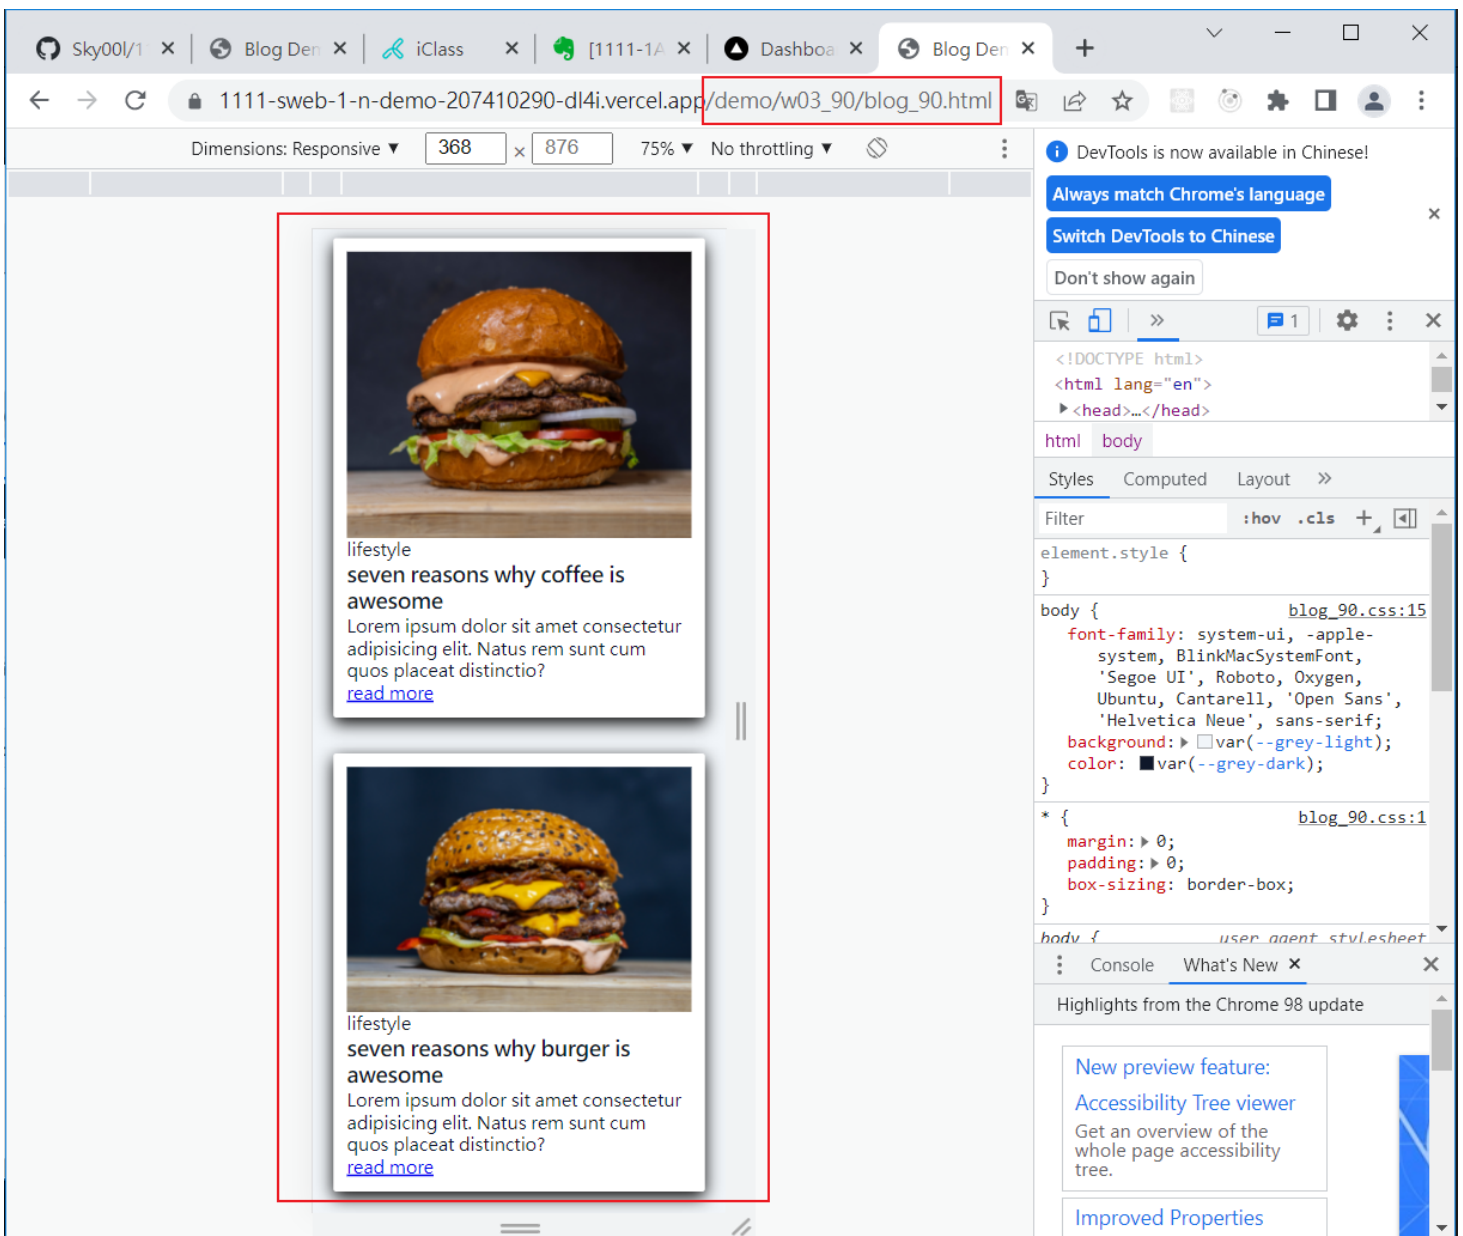 Sky00l/1
Blog Den
iClass
[1111-1A
Dashboa
Blog Den
1111-sweb-1-n-demo-207410290-dl4i.vercel.app/demo/w03_90/blog_90.html
Dimensions: Responsive ▼ 368 × 876 75% ▼ No throttling ▼
DevTools is now available in Chinese!
Always match Chrome's language
Switch DevTools to Chinese
Don't show again
1
<!DOCTYPE html>
<html lang="en">
<head>…</head>
html body
Styles Computed Layout
Filter :hov .cls
element.style {
}
body { blog_90.css:15
font-family: system-ui, -apple-
system, BlinkMacSystemFont,
'Segoe UI', Roboto, Oxygen,
Ubuntu, Cantarell, 'Open Sans',
'Helvetica Neue', sans-serif;
background: var(--grey-light);
color: var(--grey-dark);
}
* { blog_90.css:1
margin: 0;
padding: 0;
box-sizing: border-box;
}
body { user agent stylesheet
Console What's New
Highlights from the Chrome 98 update
New preview feature:
Accessibility Tree viewer
Get an overview of the
whole page accessibility
tree.
Improved Properties
lifestyle
seven reasons why coffee is
awesome
Lorem ipsum dolor sit amet consectetur
adipisicing elit. Natus rem sunt cum
quos placeat distinctio?
read more
lifestyle
seven reasons why burger is
awesome
Lorem ipsum dolor sit amet consectetur
adipisicing elit. Natus rem sunt cum
quos placeat distinctio?
read more